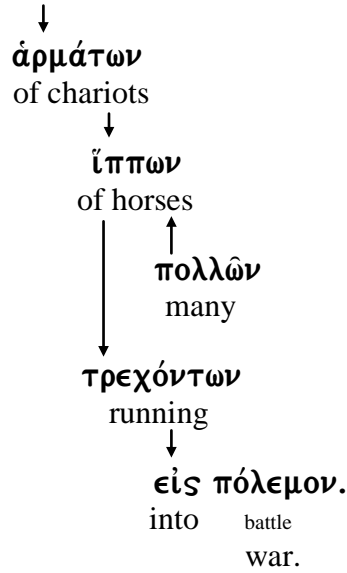 ἁρμάτων
of chariots
ἵππων
of horses
πολλῶν
many
τρεχόντων
running
εἰς πόλεμον.
into battle
war.